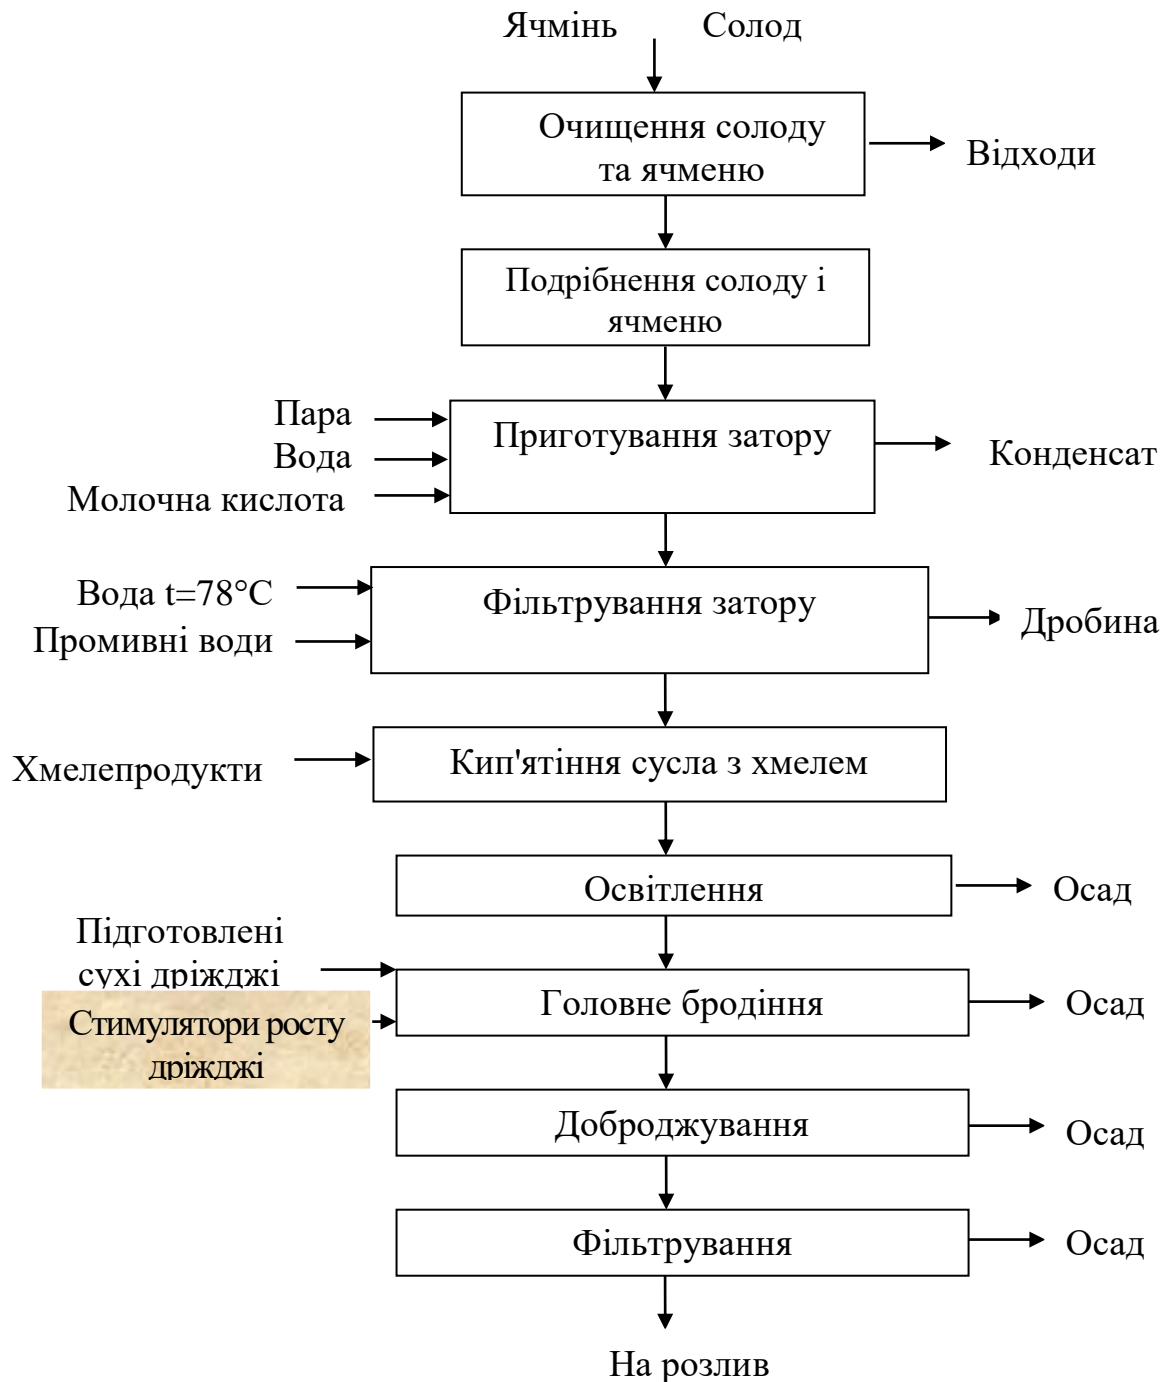 Ячмінь Солод
Очищення солоду
та ячменю
Відходи
Подрібнення солоду і
ячменю
Пара
Вода
Молочна кислота
Приготування затору
Конденсат
Вода t=78°С
Промивні води
Фільтрування затору
Дробина
Хмелепродукти
Кип'ятіння сусла з хмелем
Освітлення
Осад
Підготовлені
сухі дріжджі
Стимулятори росту
дріжджі
Головне бродіння
Осад
Доброджування
Осад
Фільтрування
Осад
На розлив